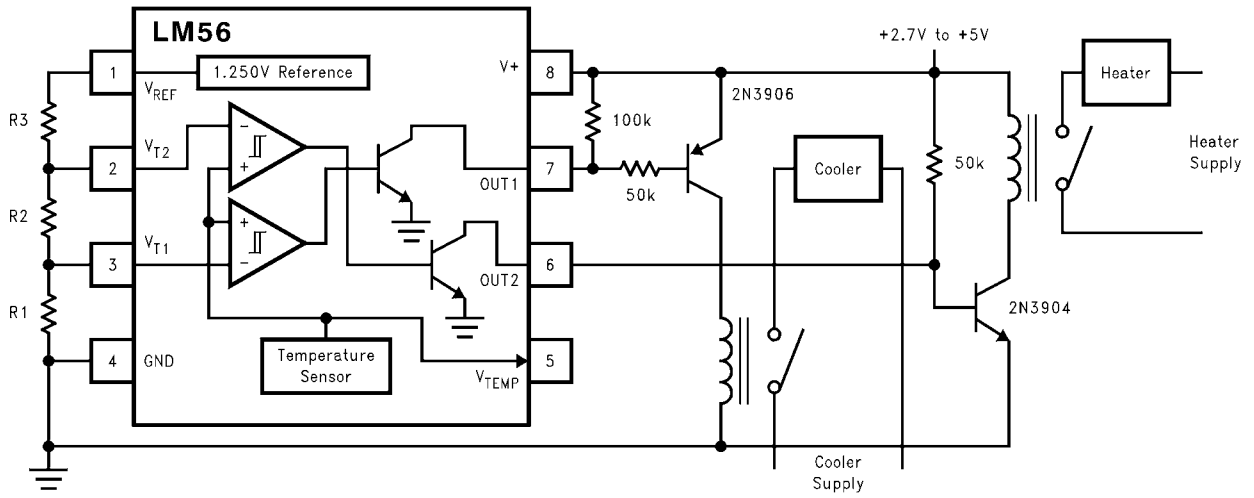 LM56
+2.7V to +5V
1
1.250V Reference
V+
8
Heater
V_REF
2N3906
R3
100k
Heater
Supply
2
V_T2
−
+
7
OUT1
50k
Cooler
50k
R2
+
−
3
V_T1
6
OUT2
R1
2N3904
4
GND
Temperature
Sensor
5
V_TEMP
Cooler
Supply